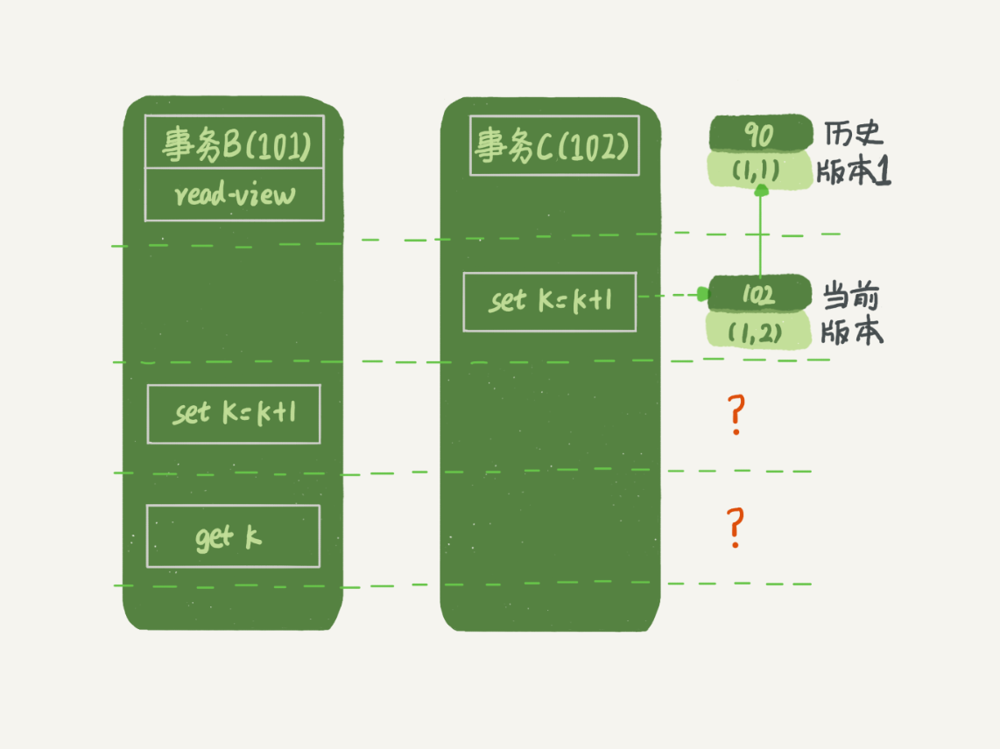 事务B(101)
read-view
事务C(102)
90
历史
(1,1)
版本1
set k=k+1
102
当前
(1,2)
版本
set k=k+1
?
get k
?